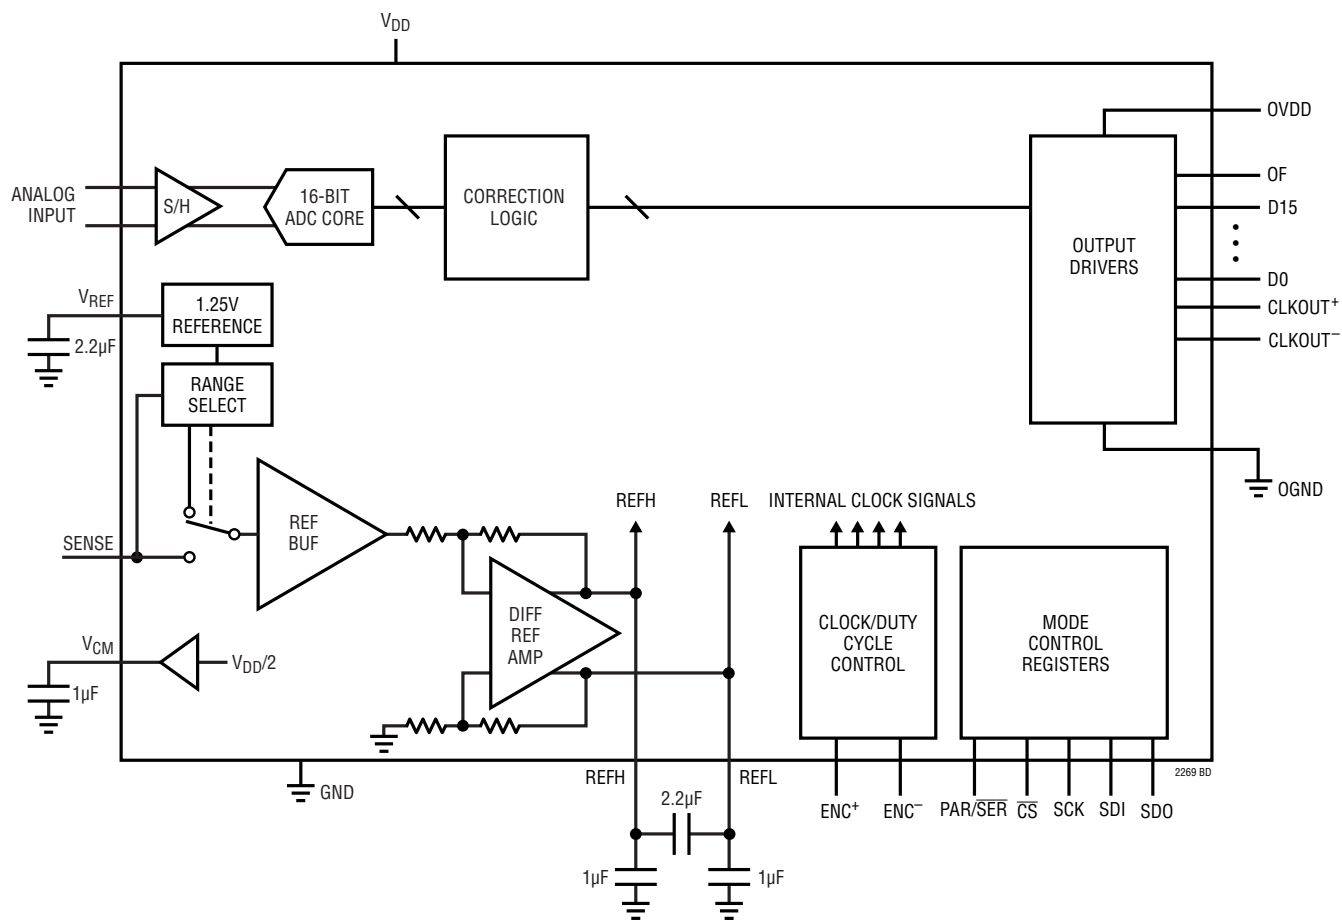 VDD
OVDD
OF
D15
D0
CLKOUT+
CLKOUT–
OGND
ANALOG
INPUT
S/H
16-BIT
ADC CORE
CORRECTION
LOGIC
OUTPUT
DRIVERS
VREF
2.2µF
1.25V
REFERENCE
RANGE
SELECT
SENSE
REF
BUF
REFH
REFL
INTERNAL CLOCK SIGNALS
DIFF
REF
AMP
CLOCK/DUTY
CYCLE
CONTROL
MODE
CONTROL
REGISTERS
VCM
1µF
VDD/2
GND
REFH
REFL
2.2µF
1µF
1µF
ENC+
ENC–
PAR/S̅E̅R̅
C̅S̅
SCK
SDI
SDO
2269 BD